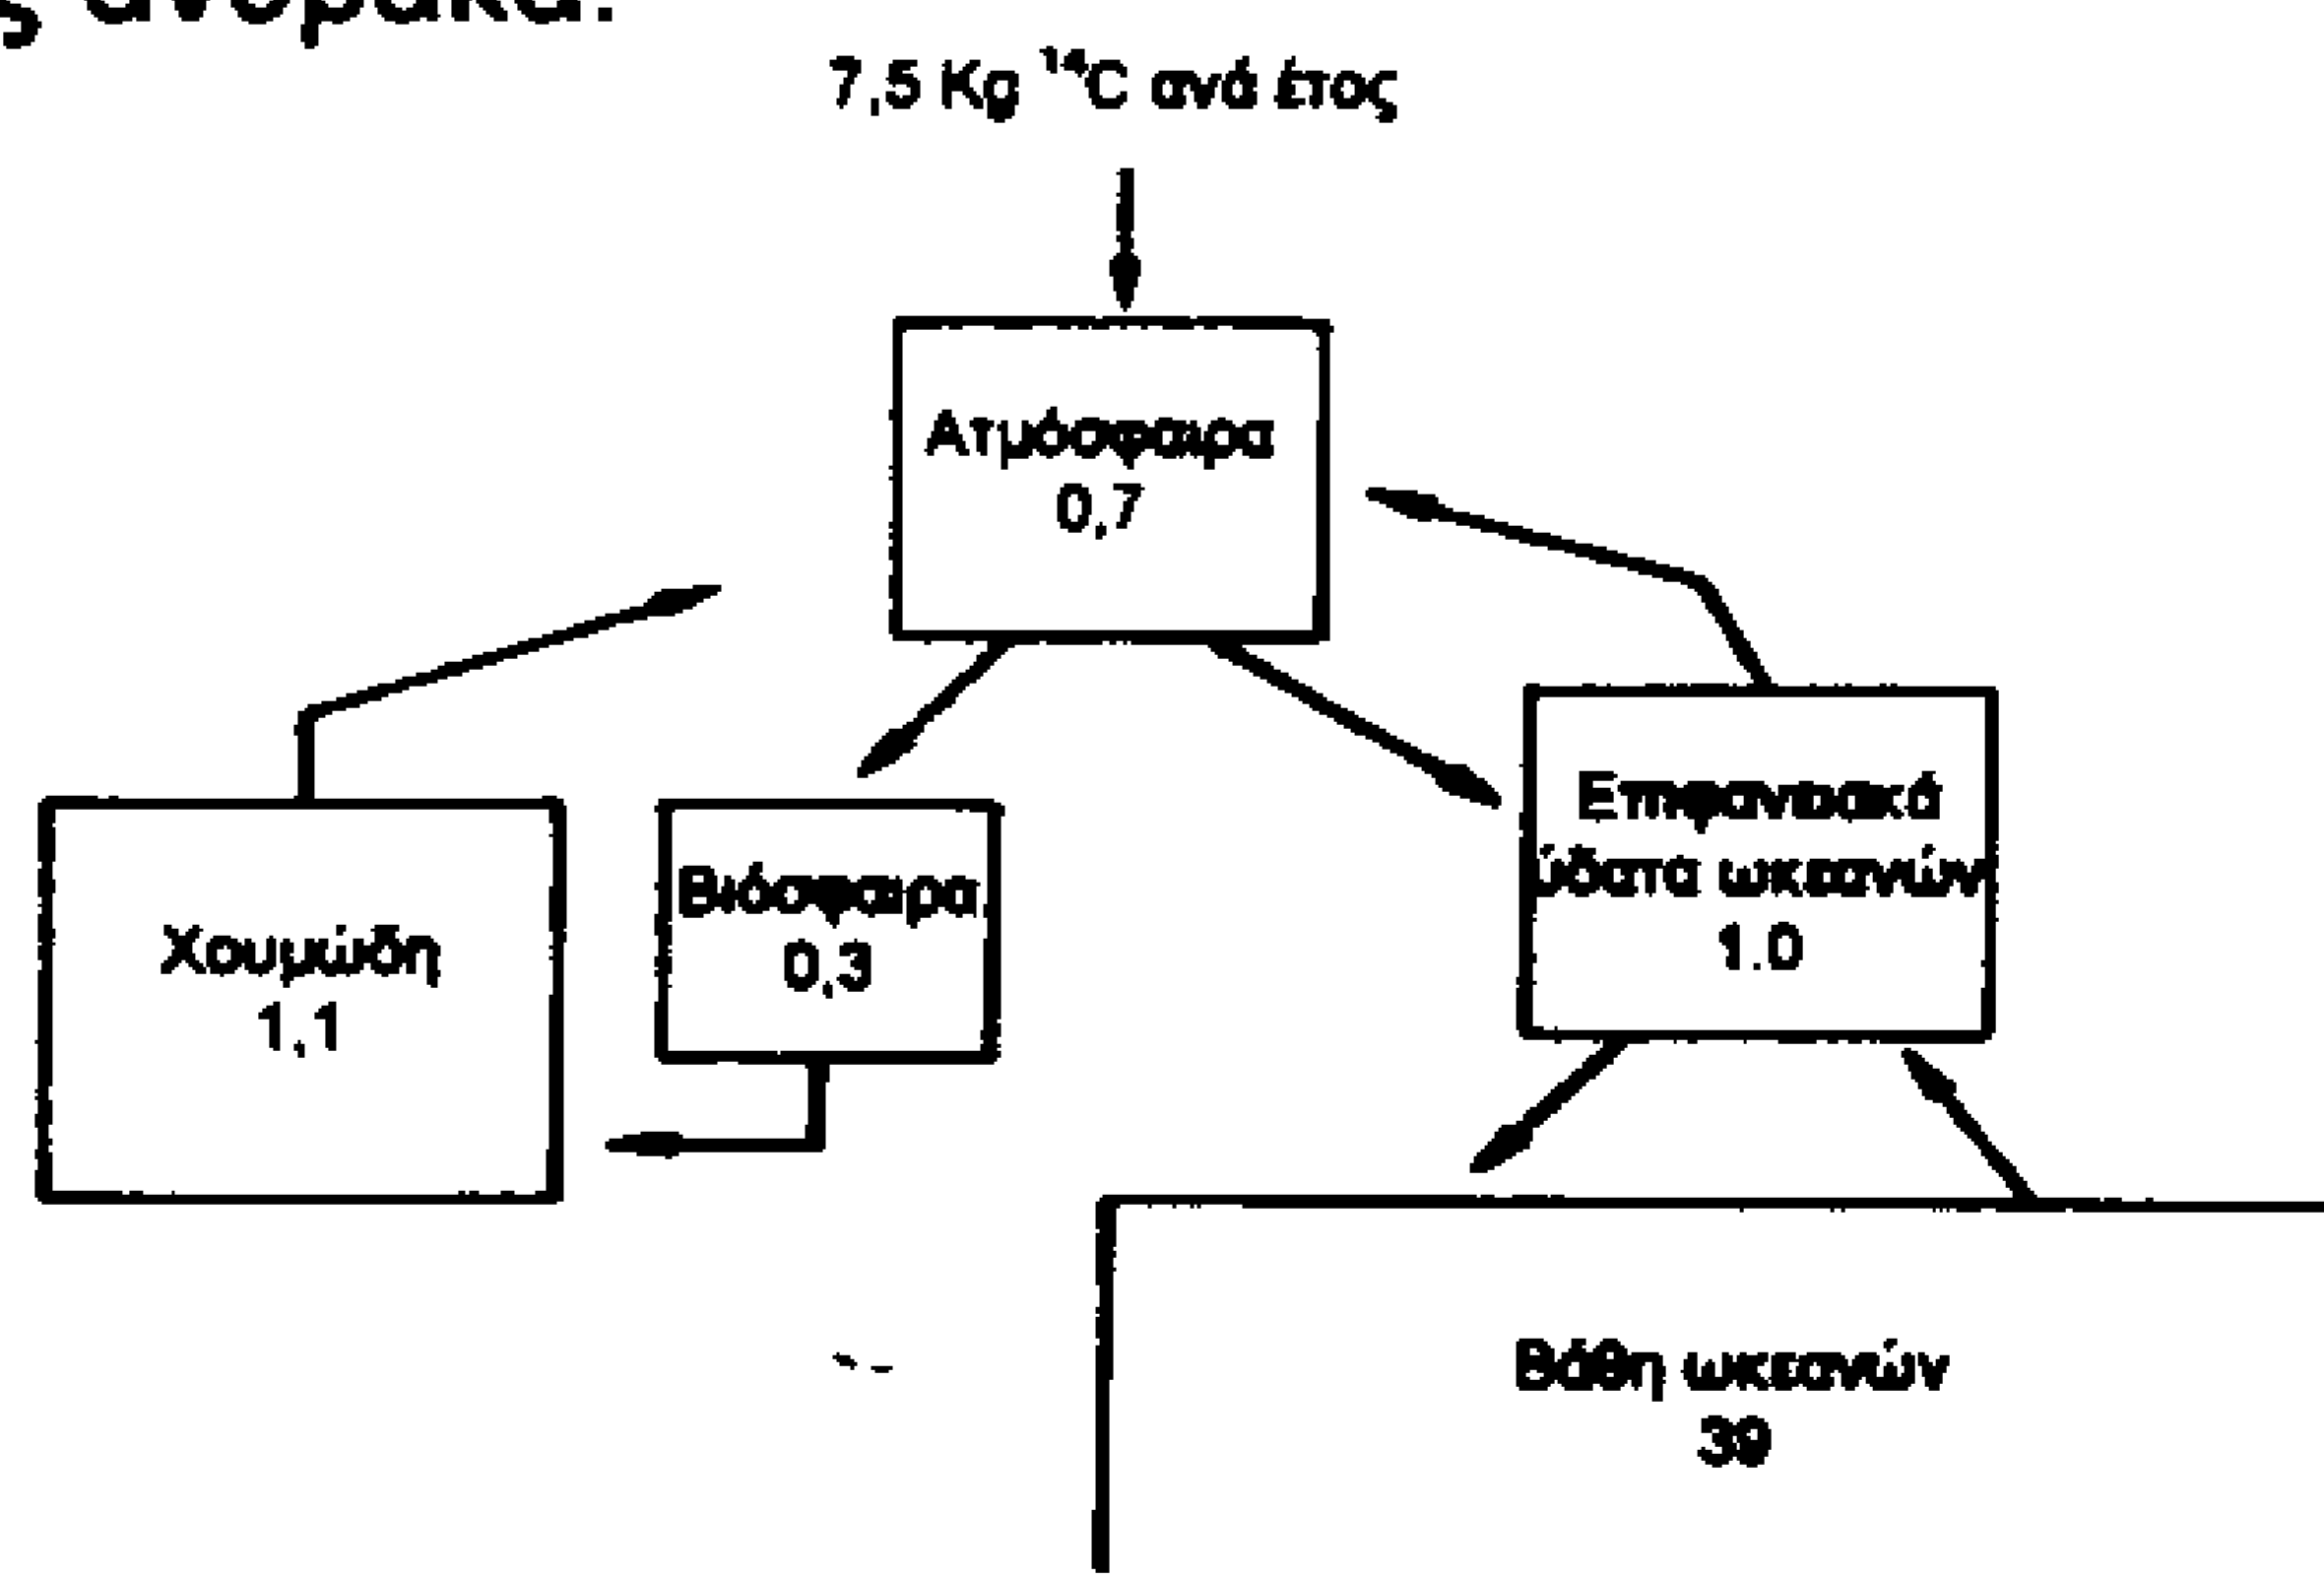 7,5 Kg ¹⁴C ανά έτος
Ατμόσφαιρα
0,7
Επιφανειακά
ύδατα ωκεανών
1.0
Βιόσφαιρα
0,3
Χουμώδη
1,1
Βάθη ωκεανών
39